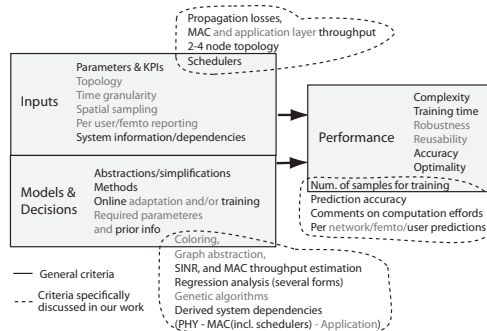 Propagation losses,
MAC and application layer throughput
2-4 node topology
Schedulers
Inputs
Parameters & KPIs
Topology
Time granularity
Spatial sampling
Per user/femto reporting
System information/dependencies
Models &
Decisions
Abstractions/simplifications
Methods
Online adaptation and/or training
Required parameteres
and prior info
Performance
Complexity
Training time
Robustness
Reusability
Accuracy
Optimality
Num. of samples for training
Prediction accuracy
Comments on computation effords
Per network/femto/user predictions
Coloring,
Graph abstraction,
SINR, and MAC throughput estimation
Regression analysis (several forms)
Genetic algorithms
Derived system dependencies
(PHY - MAC(incl. schedulers) - Application)
General criteria
Criteria specifically
discussed in our work